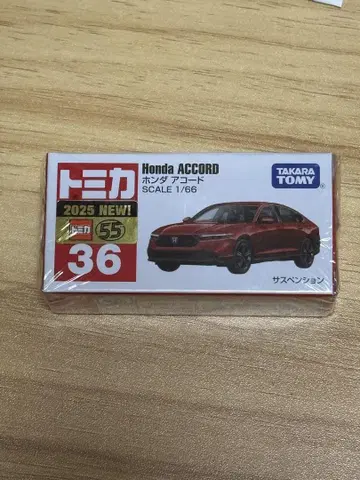 トミカ
2025 NEW!
トミカ 55
36
Honda ACCORD
ホンダ アコード
SCALE 1/66
TAKARA
TOMY
®
サスペンション